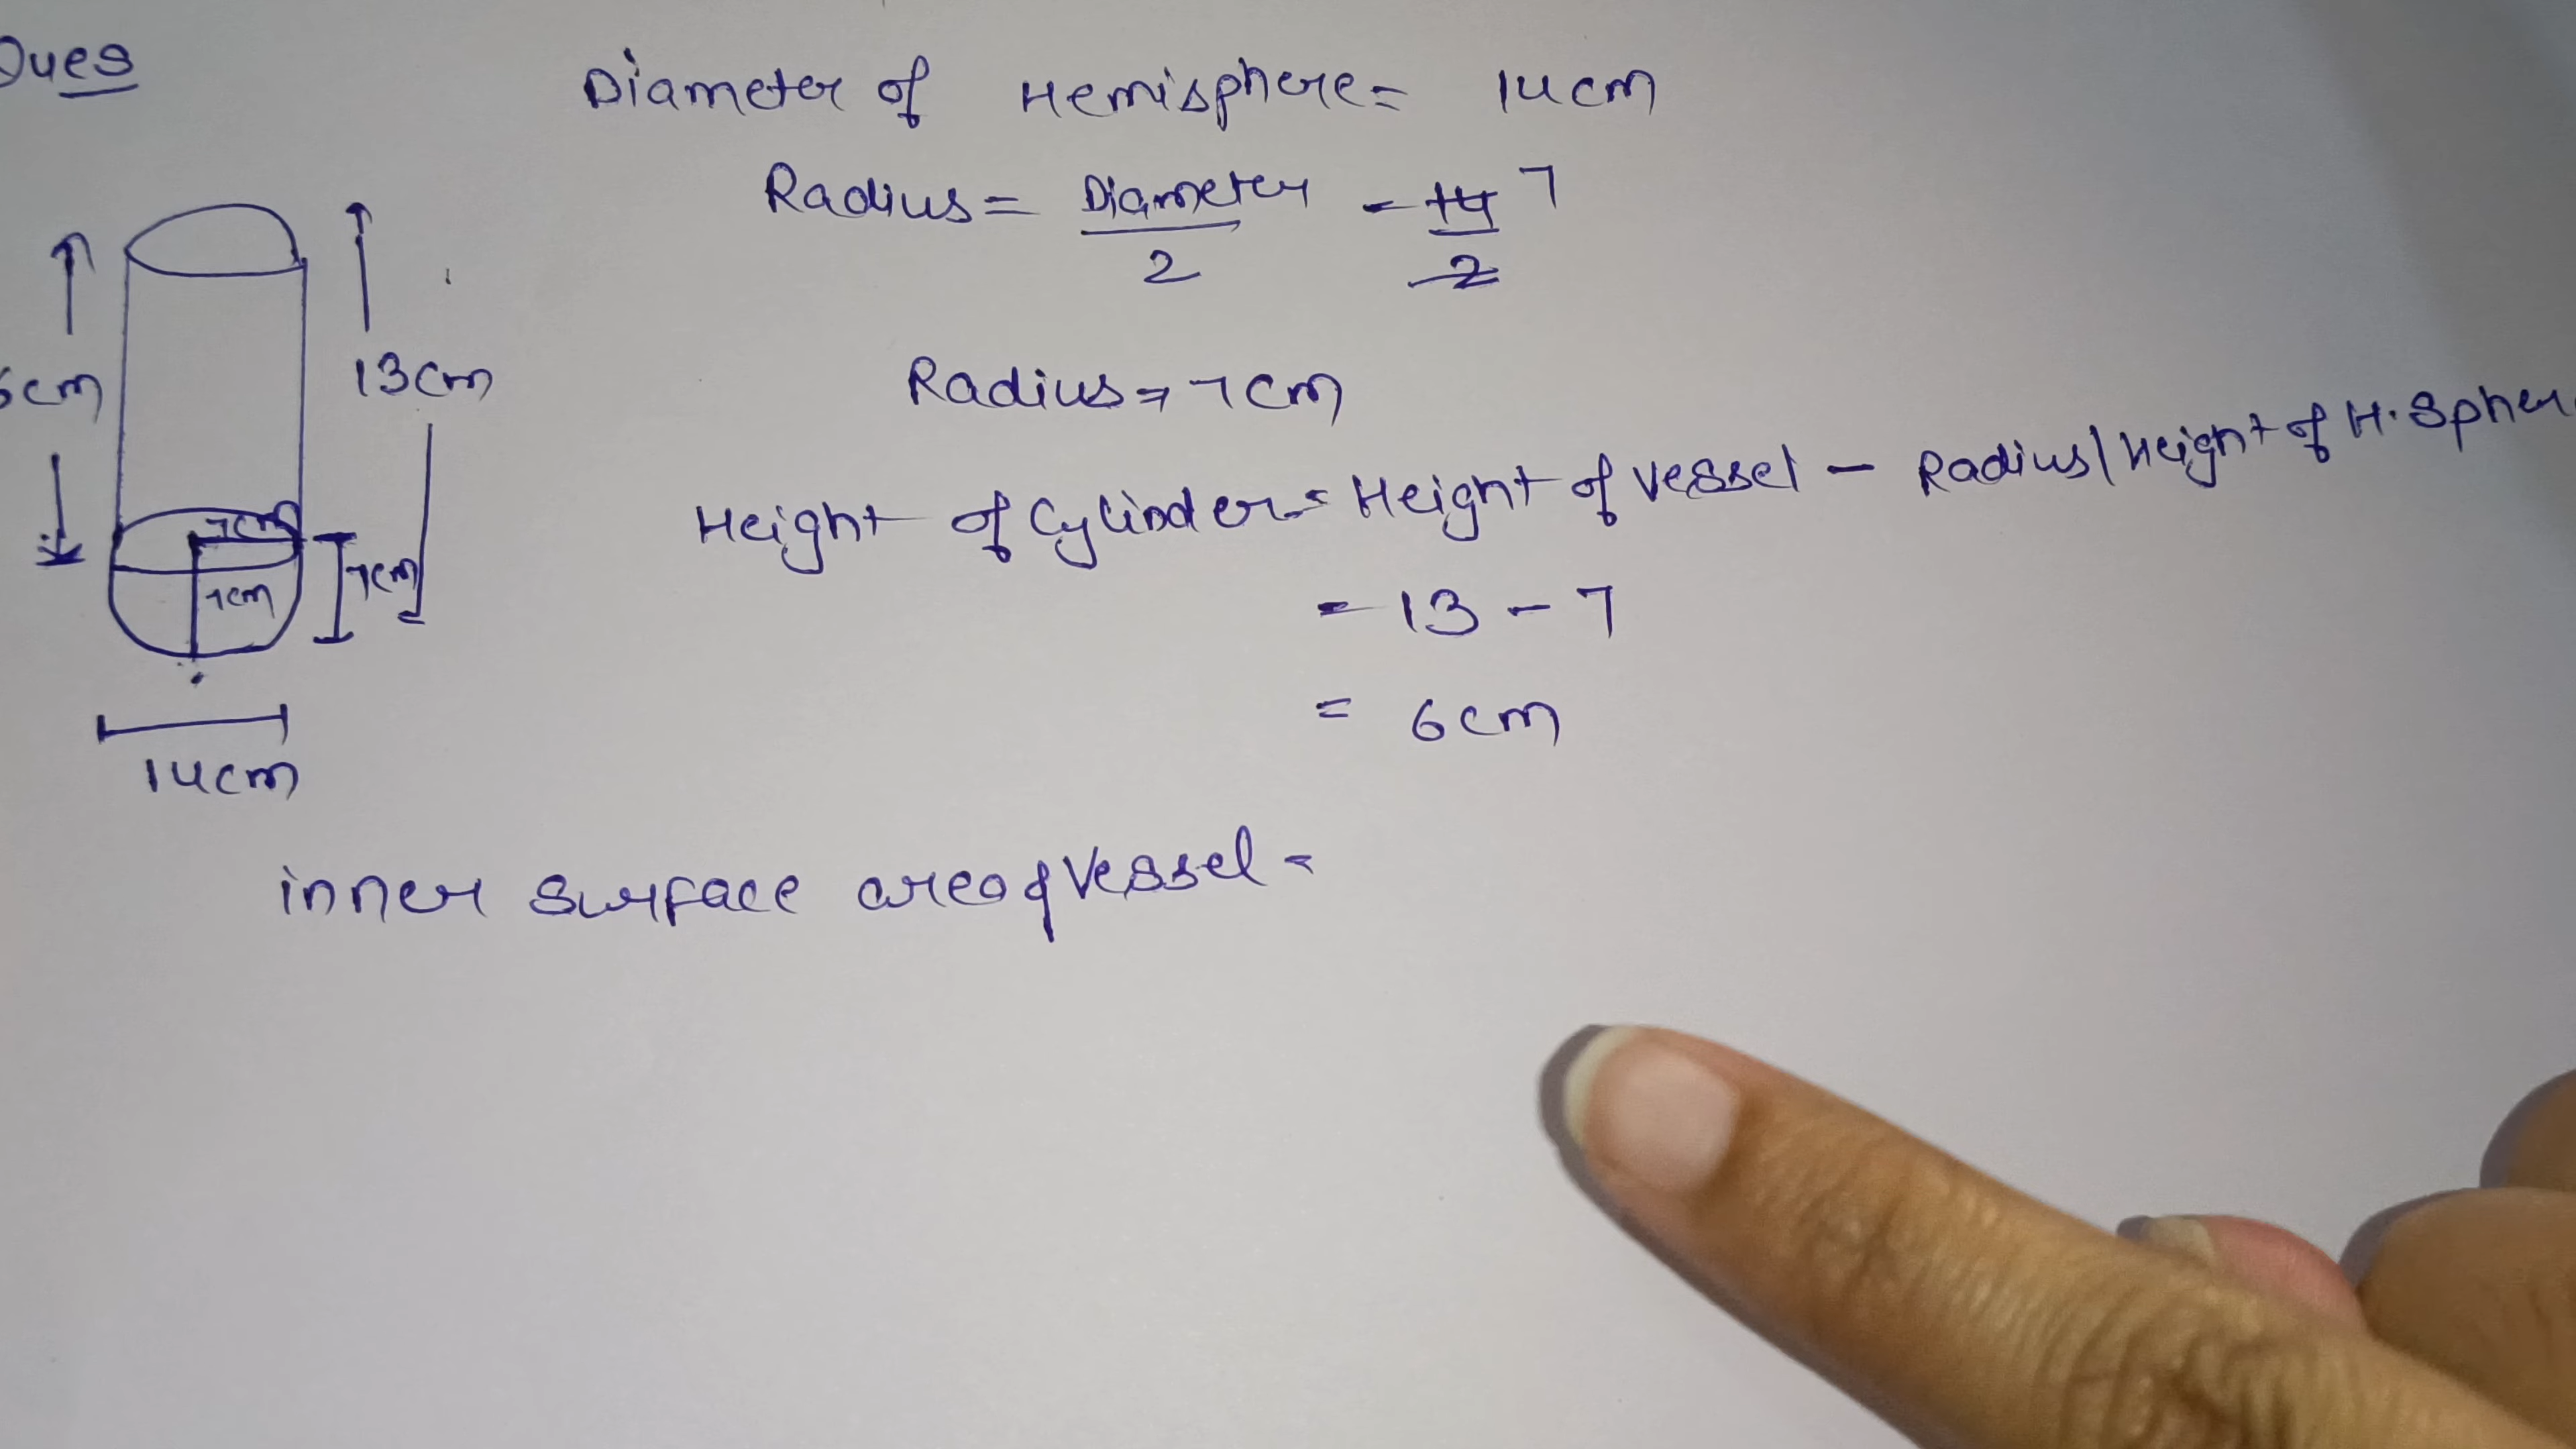 Ques
Diameter of Hemisphere = 14cm
Radius = Diameter/2 = 14/2 7
Radius = 7cm
Height of Cylinder = Height of Vessel - Radius/Height of H.Spher
= 13 - 7
= 6cm
6cm
13cm
7cm
7cm
7cm
14cm
inner surface area of Vessel =